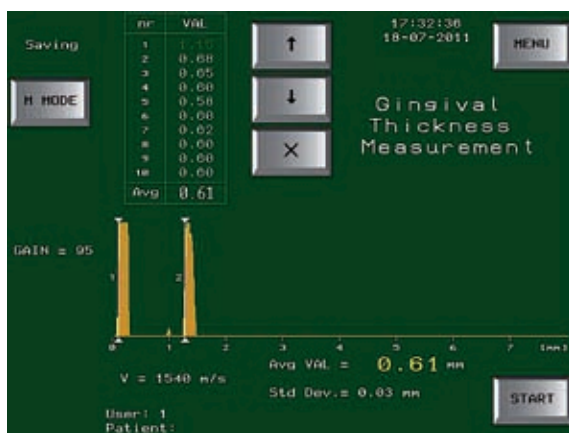 Saving
M MODE
nr VAL
1
2 0.68
3 0.65
4 0.60
5 0.58
6 0.60
7 0.62
8 0.60
9 0.60
10 0.60
Avg 0.61
↑
↓
X
17:32:36
18-07-2011
MENU
Gingival
Thickness
Measurement
GAIN = 95
1
2
0 1 2 3 4 5 6 7 [mm]
V = 1540 m/s
Avg VAL = 0.61 mm
Std Dev.= 0.03 mm
START
User: 1
Patient: